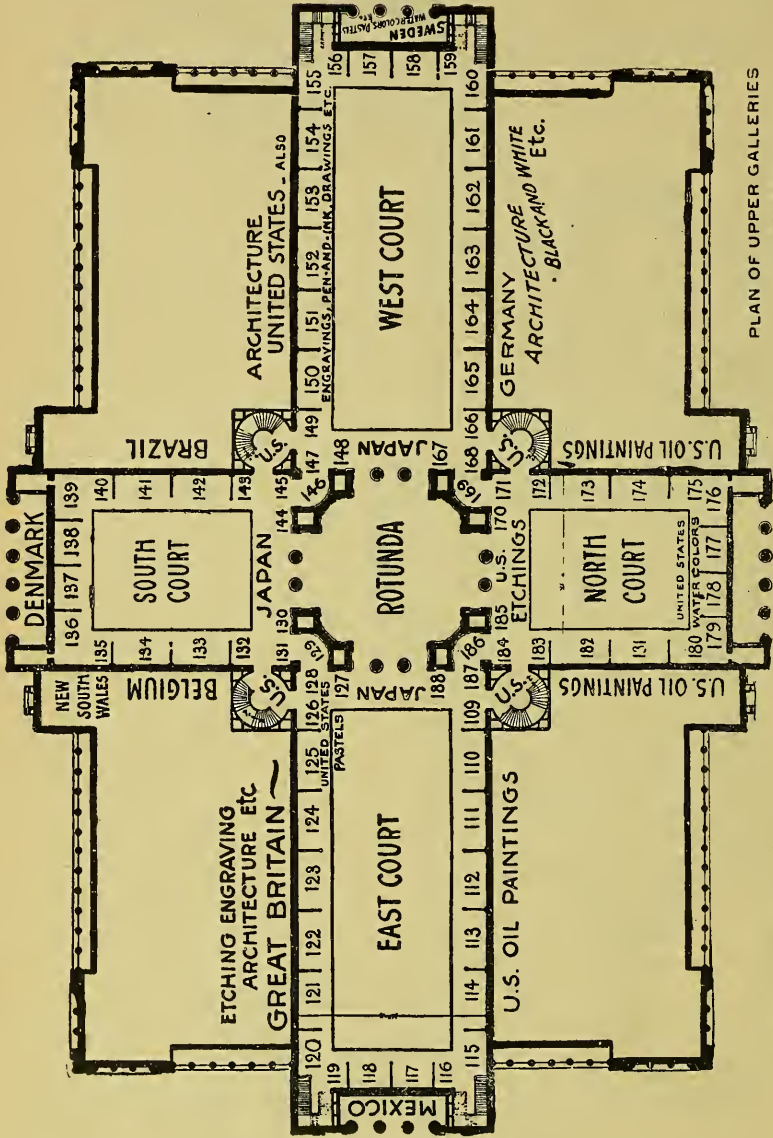 PLAN OF UPPER GALLERIES
SWEDEN
WATER COLORS PASTELS
ETC.
155
156
157
158
159
160
154
153
152
151
150
149
ARCHITECTURE
UNITED STATES - ALSO
ENGRAVINGS, PEN-AND-INK, DRAWINGS ETC.
WEST COURT
161
162
163
164
165
166
GERMANY
ARCHITECTURE
BLACK AND WHITE
Etc.
BRAZIL
U.S.
147
148
JAPAN
167
168
U.S.
U.S. OIL PAINTINGS
DENMARK
139
138
137
136
140
141
142
143
145
144
146
SOUTH
COURT
JAPAN
135
134
133
132
131
130
129
ROTUNDA
169
170
171
172
173
174
175
176
177
178
179
U.S.
ETCHINGS
185
184
183
182
131
180
186
NORTH
COURT
UNITED STATES
WATER COLORS
NEW
SOUTH
WALES
BELGIUM
U.S.
128
127
126
JAPAN
188
187
109
U.S.
U.S. OIL PAINTINGS
ETCHING ENGRAVING
ARCHITECTURE Etc
GREAT BRITAIN
UNITED STATES
PASTELS
125
124
123
122
121
120
EAST COURT
110
111
112
113
114
115
U.S. OIL PAINTINGS
119
118
117
116
MEXICO